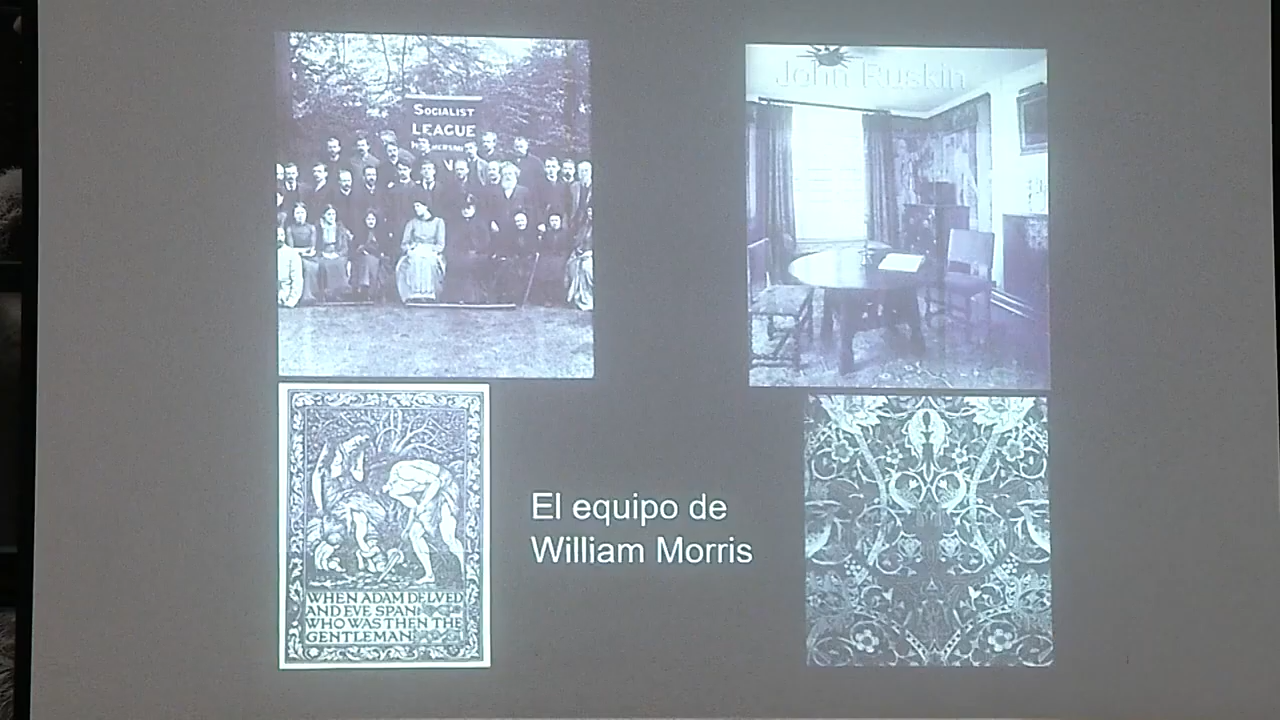 SOCIALIST
LEAGUE
John Ruskin
WHEN ADAM DELVED
AND EVE SPAN
WHO WAS THEN THE
GENTLEMAN
El equipo de
William Morris